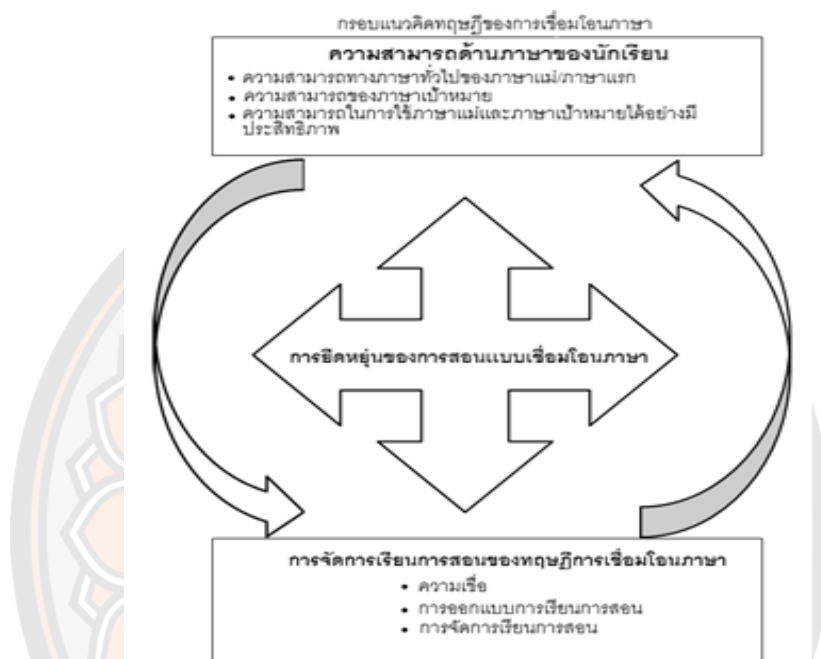 กรอบแนวคิดทฤษฎีของการเชื่อมโอนภาษา
ความสามารถด้านภาษาของนักเรียน
• ความสามารถทางภาษาทั่วไปของภาษาแม่/ภาษาแรก
• ความสามารถของภาษาเป้าหมาย
• ความสามารถในการใช้ภาษาแม่และภาษาเป้าหมายได้อย่างมี
ประสิทธิภาพ
การยืดหยุ่นของการสอนแบบเชื่อมโอนภาษา
การจัดการเรียนการสอนของทฤษฎีการเชื่อมโอนภาษา
• ความเชื่อ
• การออกแบบการเรียนการสอน
• การจัดการเรียนการสอน